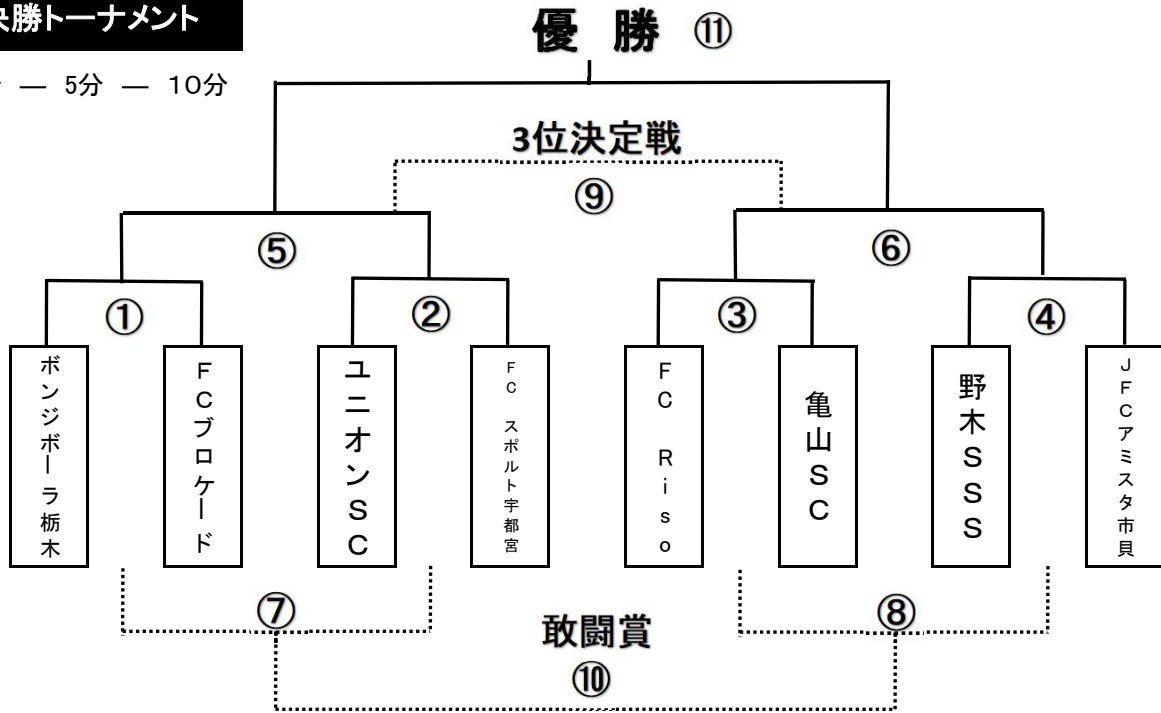 決勝トーナメント
優 勝 ⑪
― 5分 ― 10分
3位決定戦
⑨
⑤
⑥
①
②
③
④
ボンジボーラ栃木
FCブロケード
ユニオンSC
FC スポルト宇都宮
FC Riso
亀山SC
野木SSS
JFCアミスタ市貝
⑦
⑧
敢闘賞
⑩